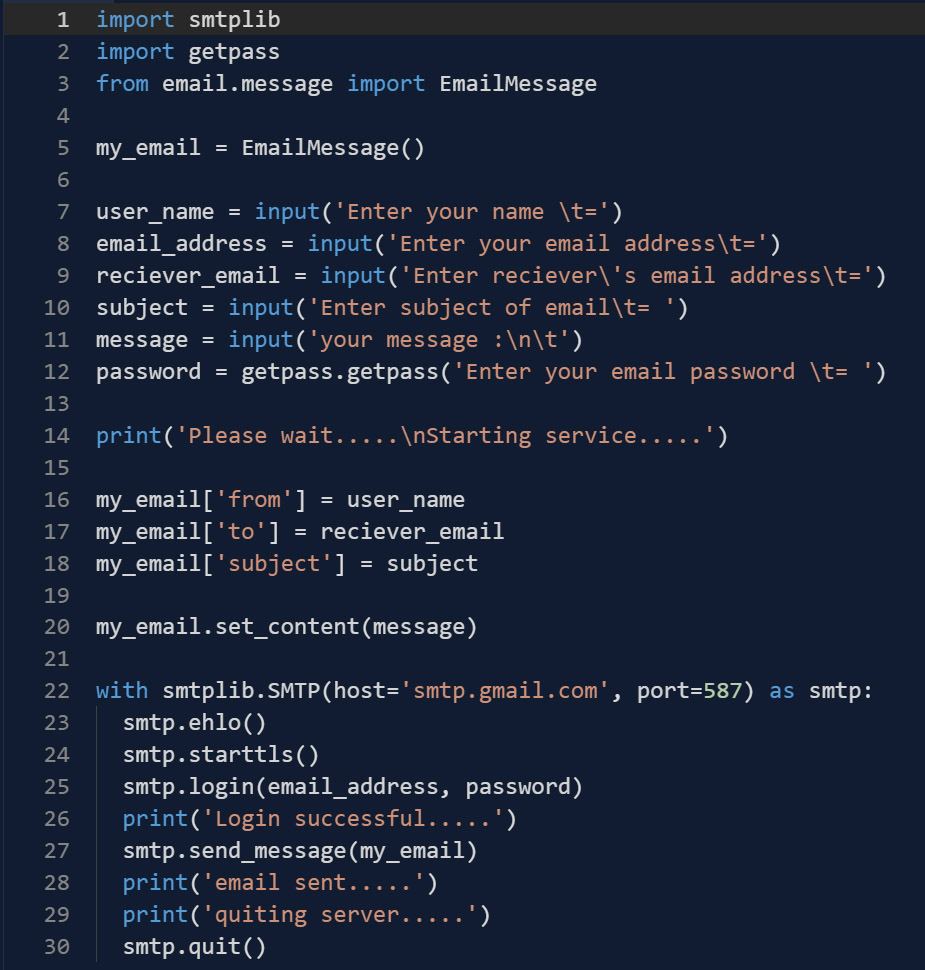 1 import smtplib
2 import getpass
3 from email.message import EmailMessage
4
5 my_email = EmailMessage()
6
7 user_name = input('Enter your name \t=')
8 email_address = input('Enter your email address\t=')
9 reciever_email = input('Enter reciever\'s email address\t=')
10 subject = input('Enter subject of email\t= ')
11 message = input('your message :\n\t')
12 password = getpass.getpass('Enter your email password \t= ')
13
14 print('Please wait.....\nStarting service.....')
15
16 my_email['from'] = user_name
17 my_email['to'] = reciever_email
18 my_email['subject'] = subject
19
20 my_email.set_content(message)
21
22 with smtplib.SMTP(host='smtp.gmail.com', port=587) as smtp:
23   smtp.ehlo()
24   smtp.starttls()
25   smtp.login(email_address, password)
26   print('Login successful.....')
27   smtp.send_message(my_email)
28   print('email sent.....')
29   print('quiting server.....')
30   smtp.quit()